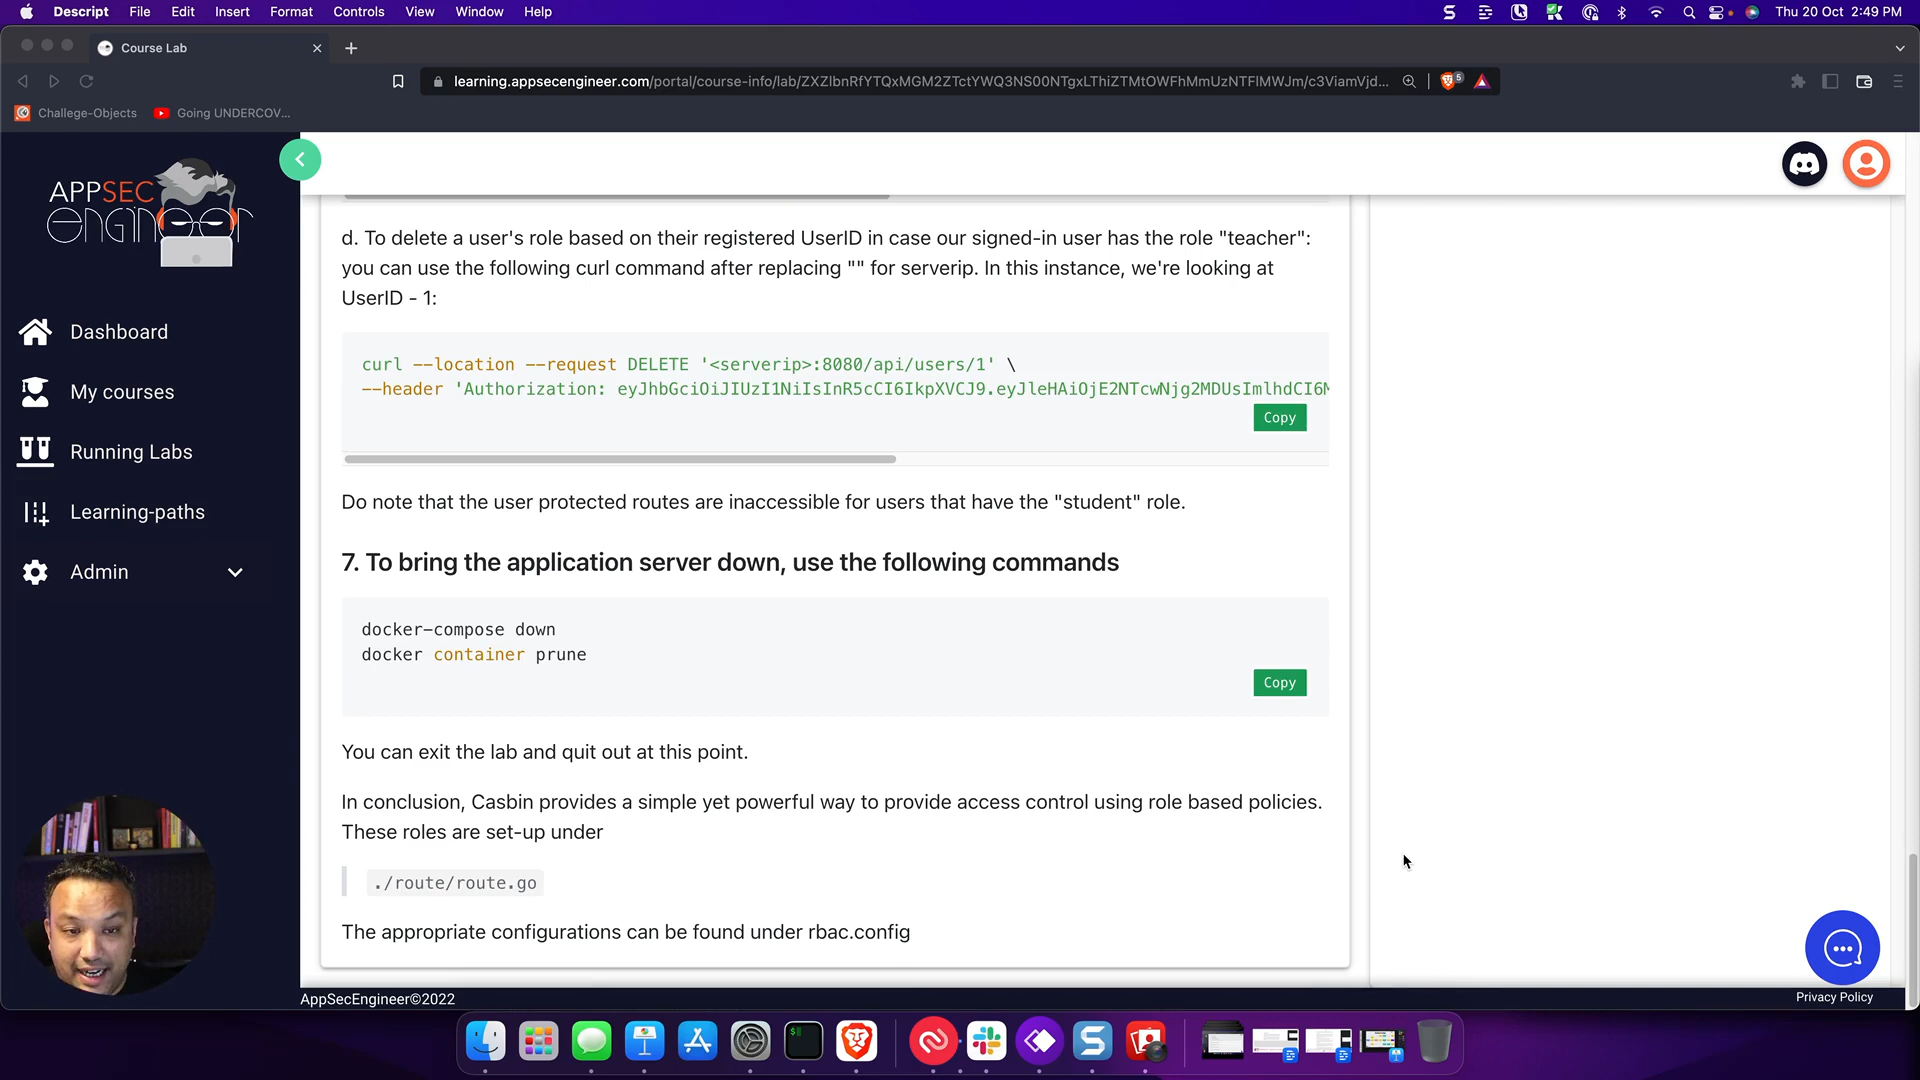 Descript File Edit Insert Format Controls View Window Help Thu 20 Oct 2:49 PM
Course Lab
learning.appsecengineer.com/portal/course-info/lab/ZXZlbnRfYTQxMGM2ZTctYWQ3NS00NTgxLThiZTMtOWFhMmUzNTFlMWJm/c3ViamVjd... 5
Challege-Objects Going UNDERCOV...
APPSEC
engineer
Dashboard
My courses
Running Labs
Learning-paths
Admin
d. To delete a user's role based on their registered UserID in case our signed-in user has the role "teacher":
you can use the following curl command after replacing "" for serverip. In this instance, we're looking at
UserID - 1:
curl --location --request DELETE '<serverip>:8080/api/users/1' \
--header 'Authorization: eyJhbGciOiJIUzI1NiIsInR5cCI6IkpXVCJ9.eyJleHAiOjE2NTcwNjg2MDUsImlhdCI6M
Copy
Do note that the user protected routes are inaccessible for users that have the "student" role.
7. To bring the application server down, use the following commands
docker-compose down
docker container prune
Copy
You can exit the lab and quit out at this point.
In conclusion, Casbin provides a simple yet powerful way to provide access control using role based policies.
These roles are set-up under
./route/route.go
The appropriate configurations can be found under rbac.config
AppSecEngineer©2022
Privacy Policy